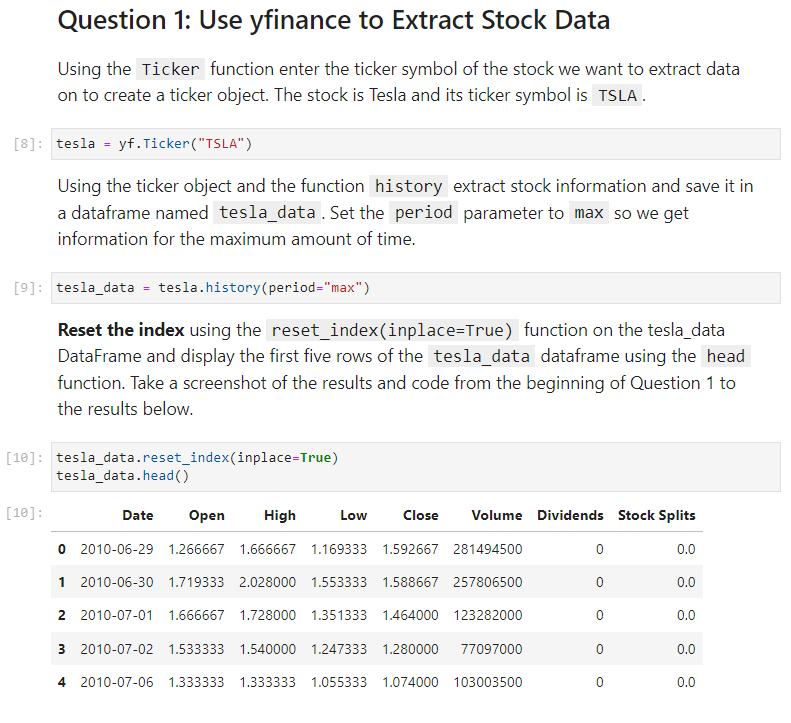 Question 1: Use yfinance to Extract Stock Data
Using the Ticker function enter the ticker symbol of the stock we want to extract data
on to create a ticker object. The stock is Tesla and its ticker symbol is TSLA.
[8]: tesla = yf.Ticker("TSLA")
Using the ticker object and the function history extract stock information and save it in
a dataframe named tesla_data. Set the period parameter to max so we get
information for the maximum amount of time.
[9]: tesla_data = tesla.history(period="max")
Reset the index using the reset_index(inplace=True) function on the tesla_data
DataFrame and display the first five rows of the tesla_data dataframe using the head
function. Take a screenshot of the results and code from the beginning of Question 1 to
the results below.
[10]: tesla_data.reset_index(inplace=True)
tesla_data.head()
[10]: Date Open High Low Close Volume Dividends Stock Splits
0 2010-06-29 1.266667 1.666667 1.169333 1.592667 281494500 0 0.0
1 2010-06-30 1.719333 2.028000 1.553333 1.588667 257806500 0 0.0
2 2010-07-01 1.666667 1.728000 1.351333 1.464000 123282000 0 0.0
3 2010-07-02 1.533333 1.540000 1.247333 1.280000 77097000 0 0.0
4 2010-07-06 1.333333 1.333333 1.055333 1.074000 103003500 0 0.0